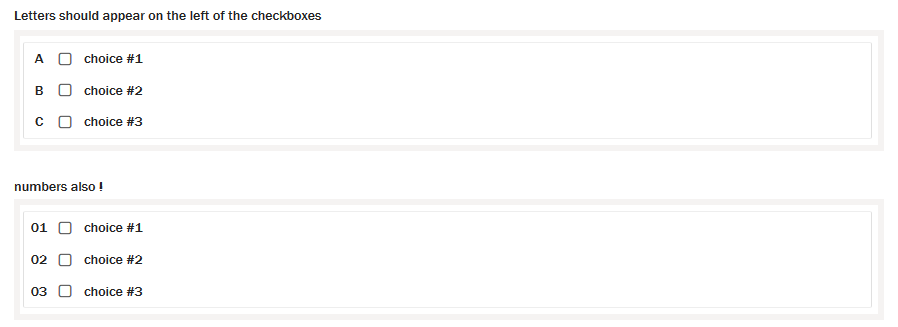 Letters should appear on the left of the checkboxes
A choice #1
B choice #2
C choice #3
numbers also !
01 choice #1
02 choice #2
03 choice #3